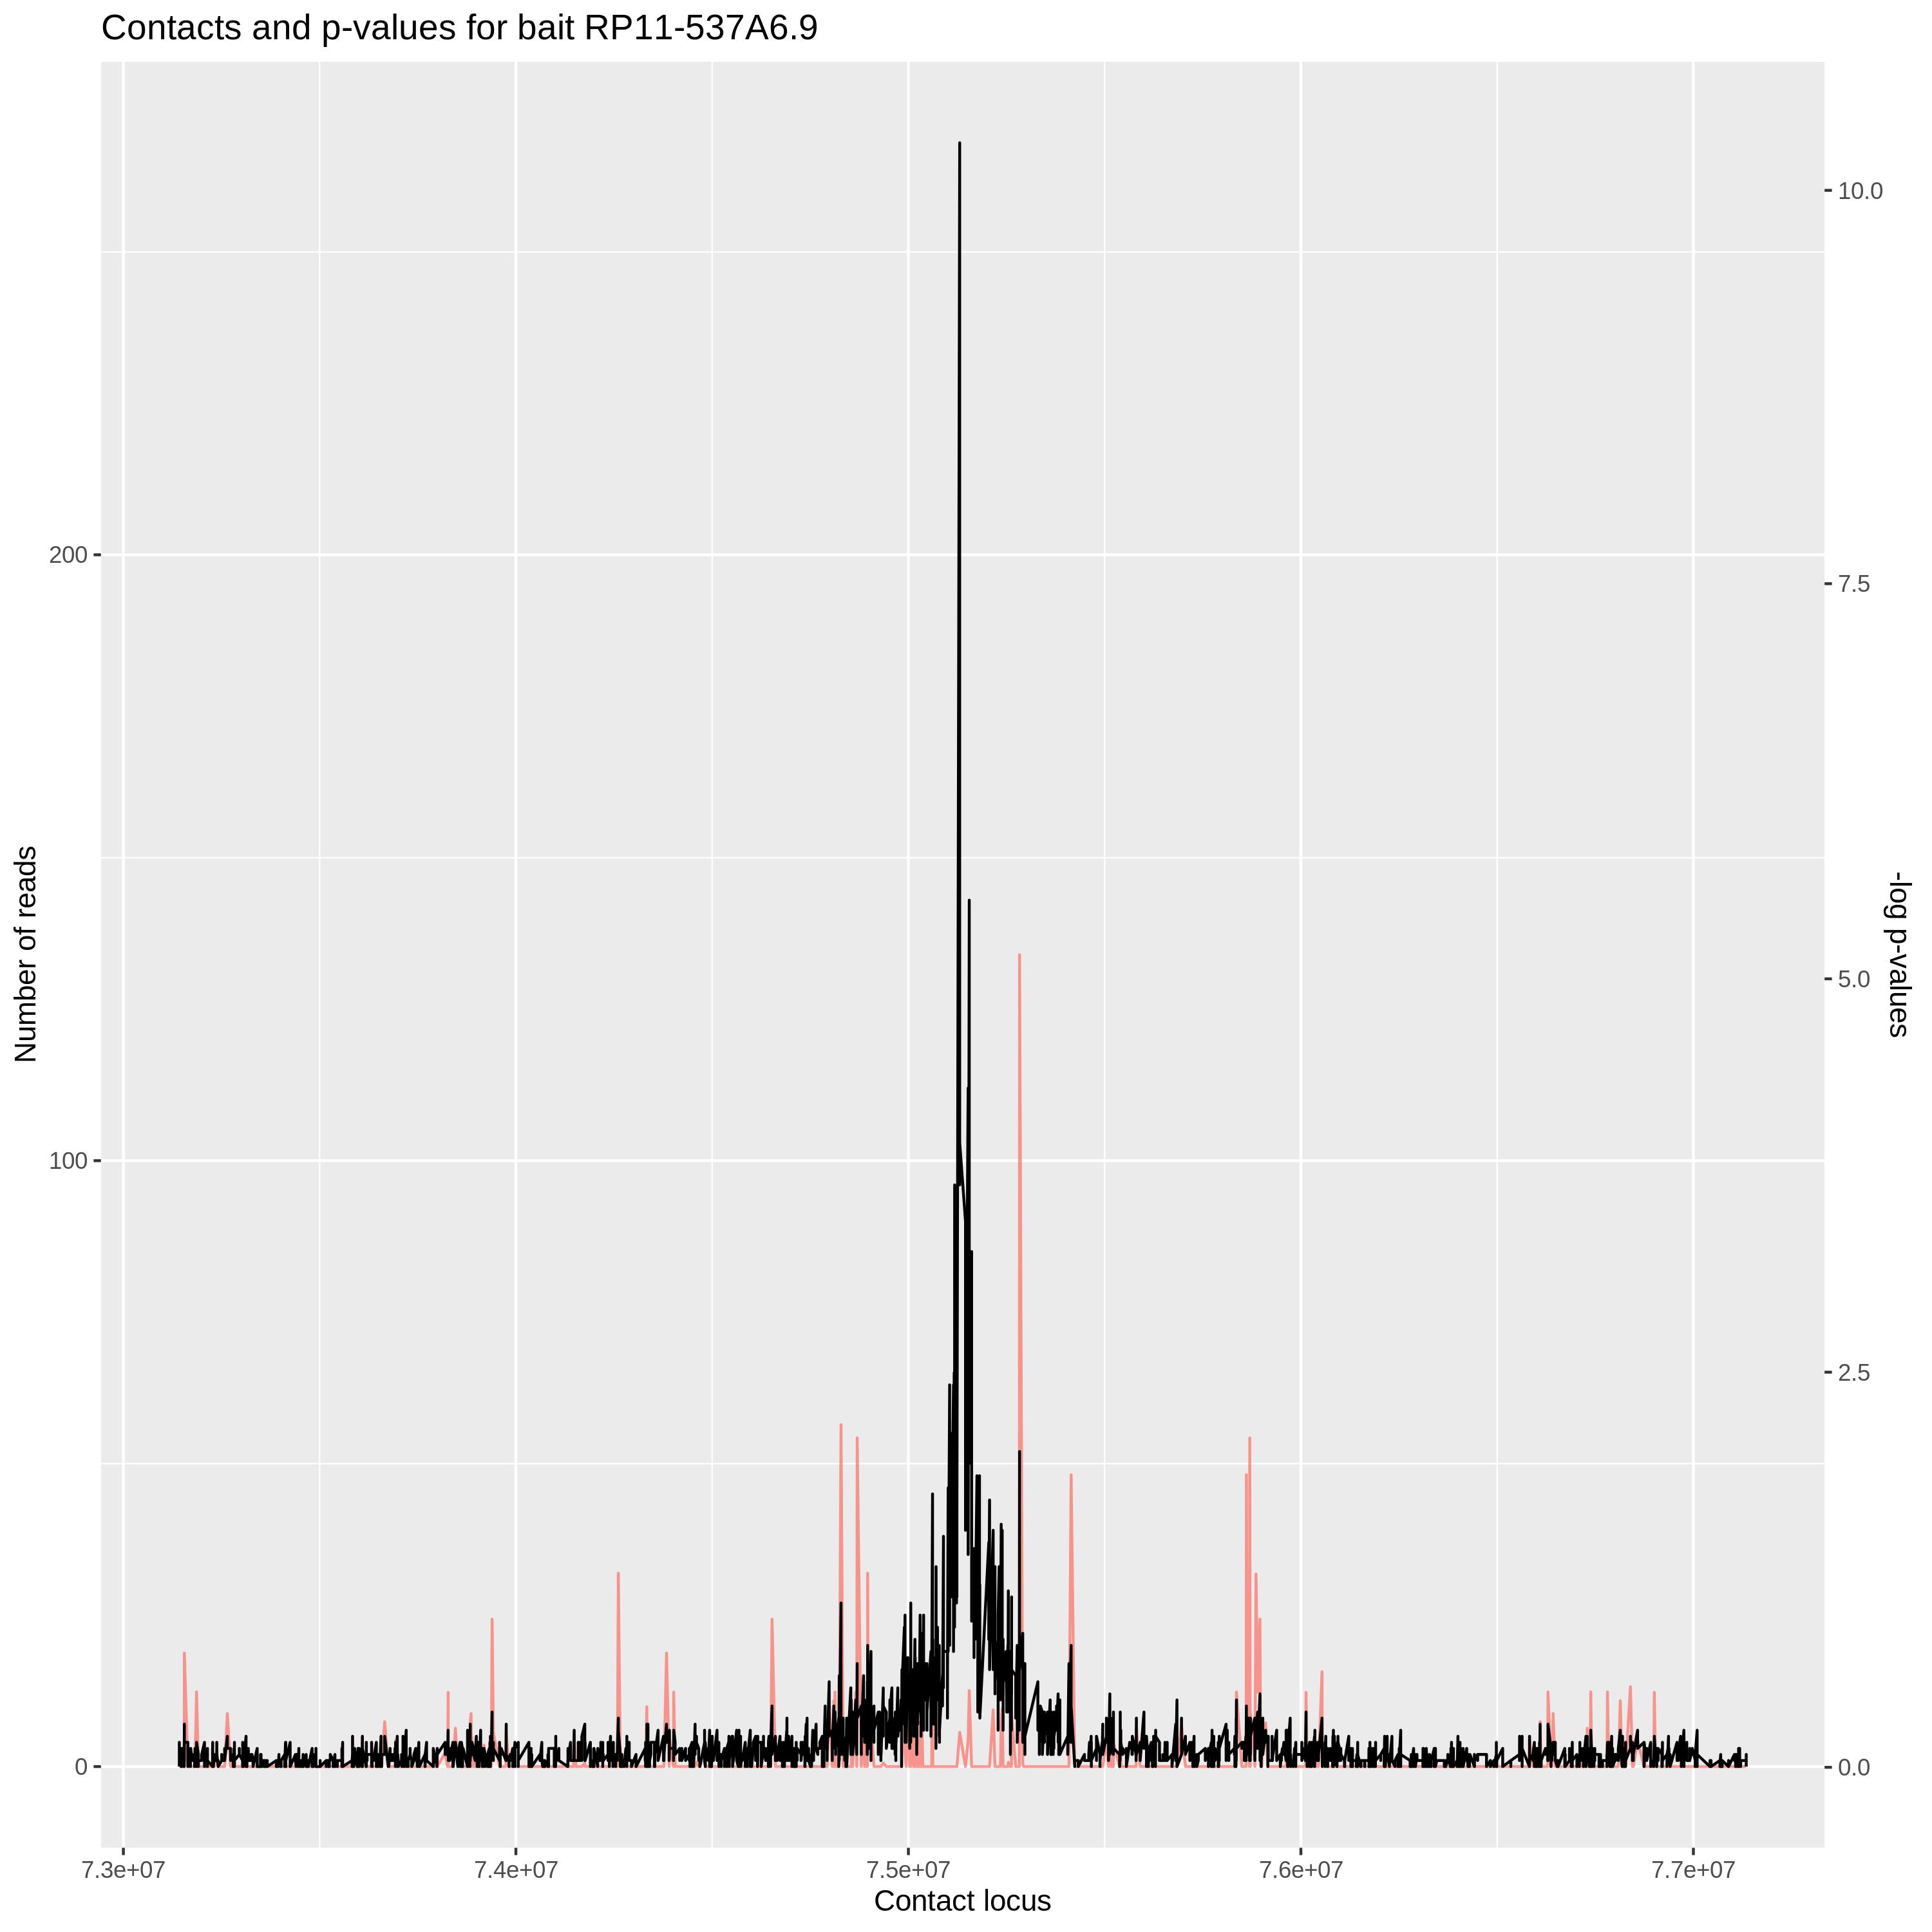 Contacts and p-values for bait RP11-537A6.9
10.0
200
7.5
Number of reads
-log p-values
5.0
100
2.5
0
0.0
7.3e+07 7.4e+07 7.5e+07 7.6e+07 7.7e+07
Contact locus